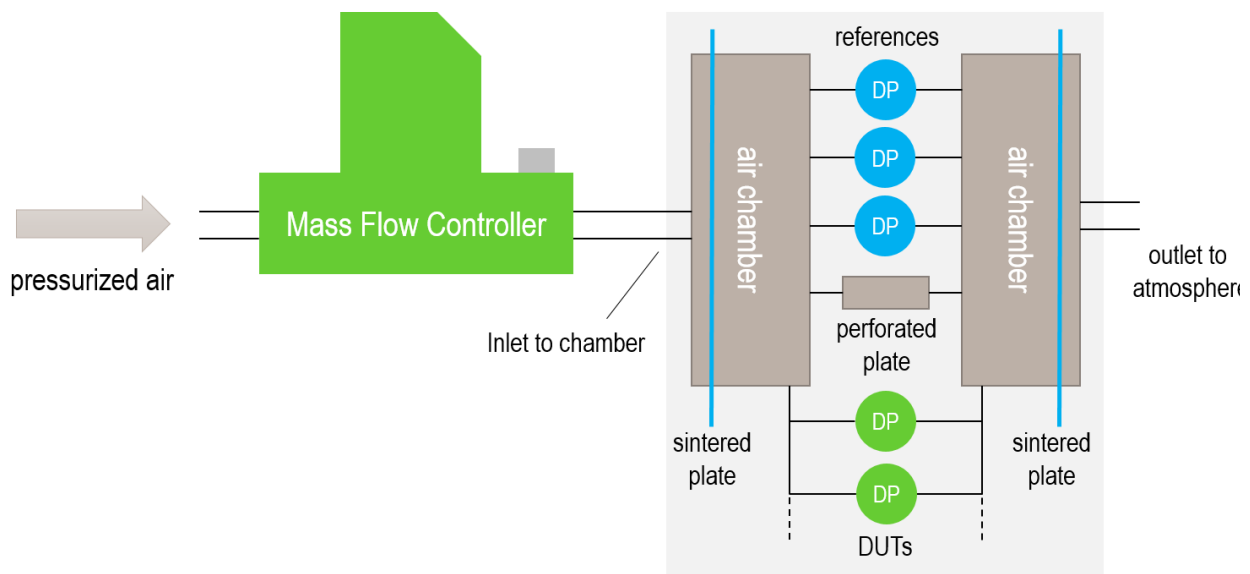 references
DP
DP
DP
air chamber
air chamber
Mass Flow Controller
pressurized air
Inlet to chamber
perforated
plate
outlet to
atmosphere
DP
sintered
plate
sintered
plate
DP
DUTs